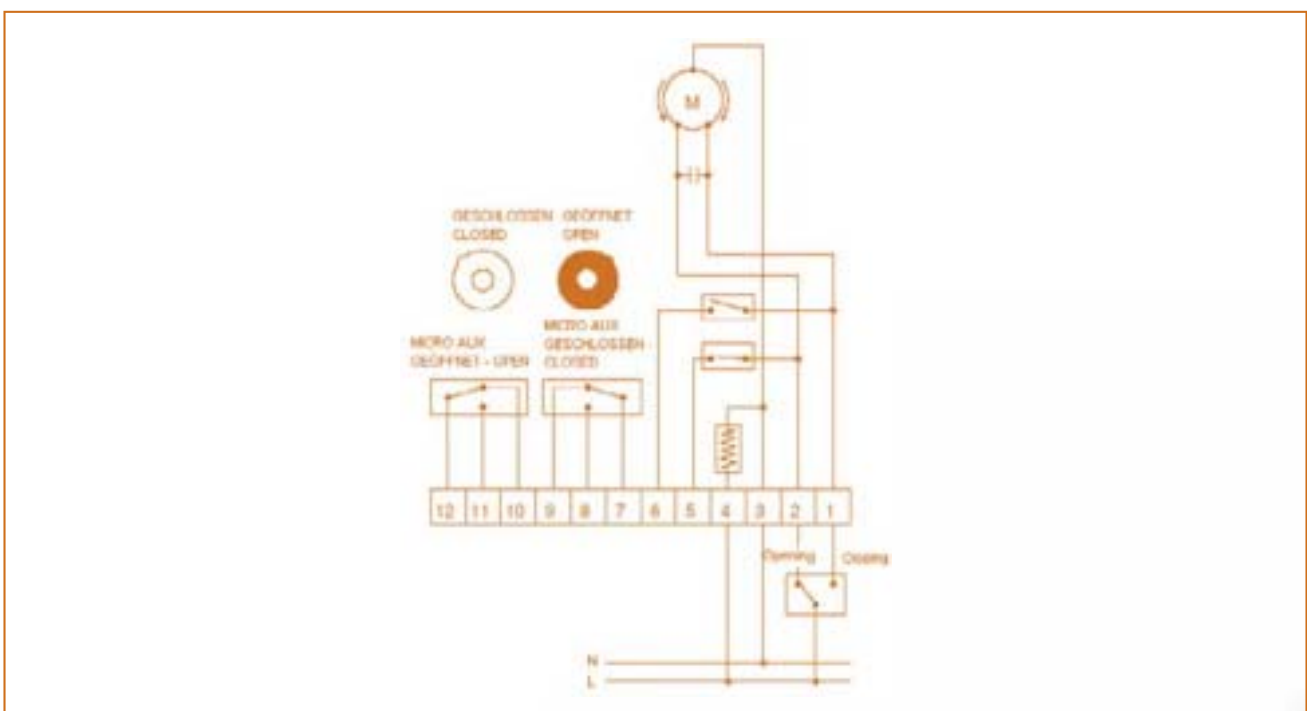 M
GESCHLOSSEN
CLOSED
GEÖFFNET
OPEN
MICRO AUX
GEÖFFNET - OPEN
MICRO AUX
GESCHLOSSEN
CLOSED
12 11 10 9 8 7 6 5 4 3 2 1
Opening
Closing
N
L